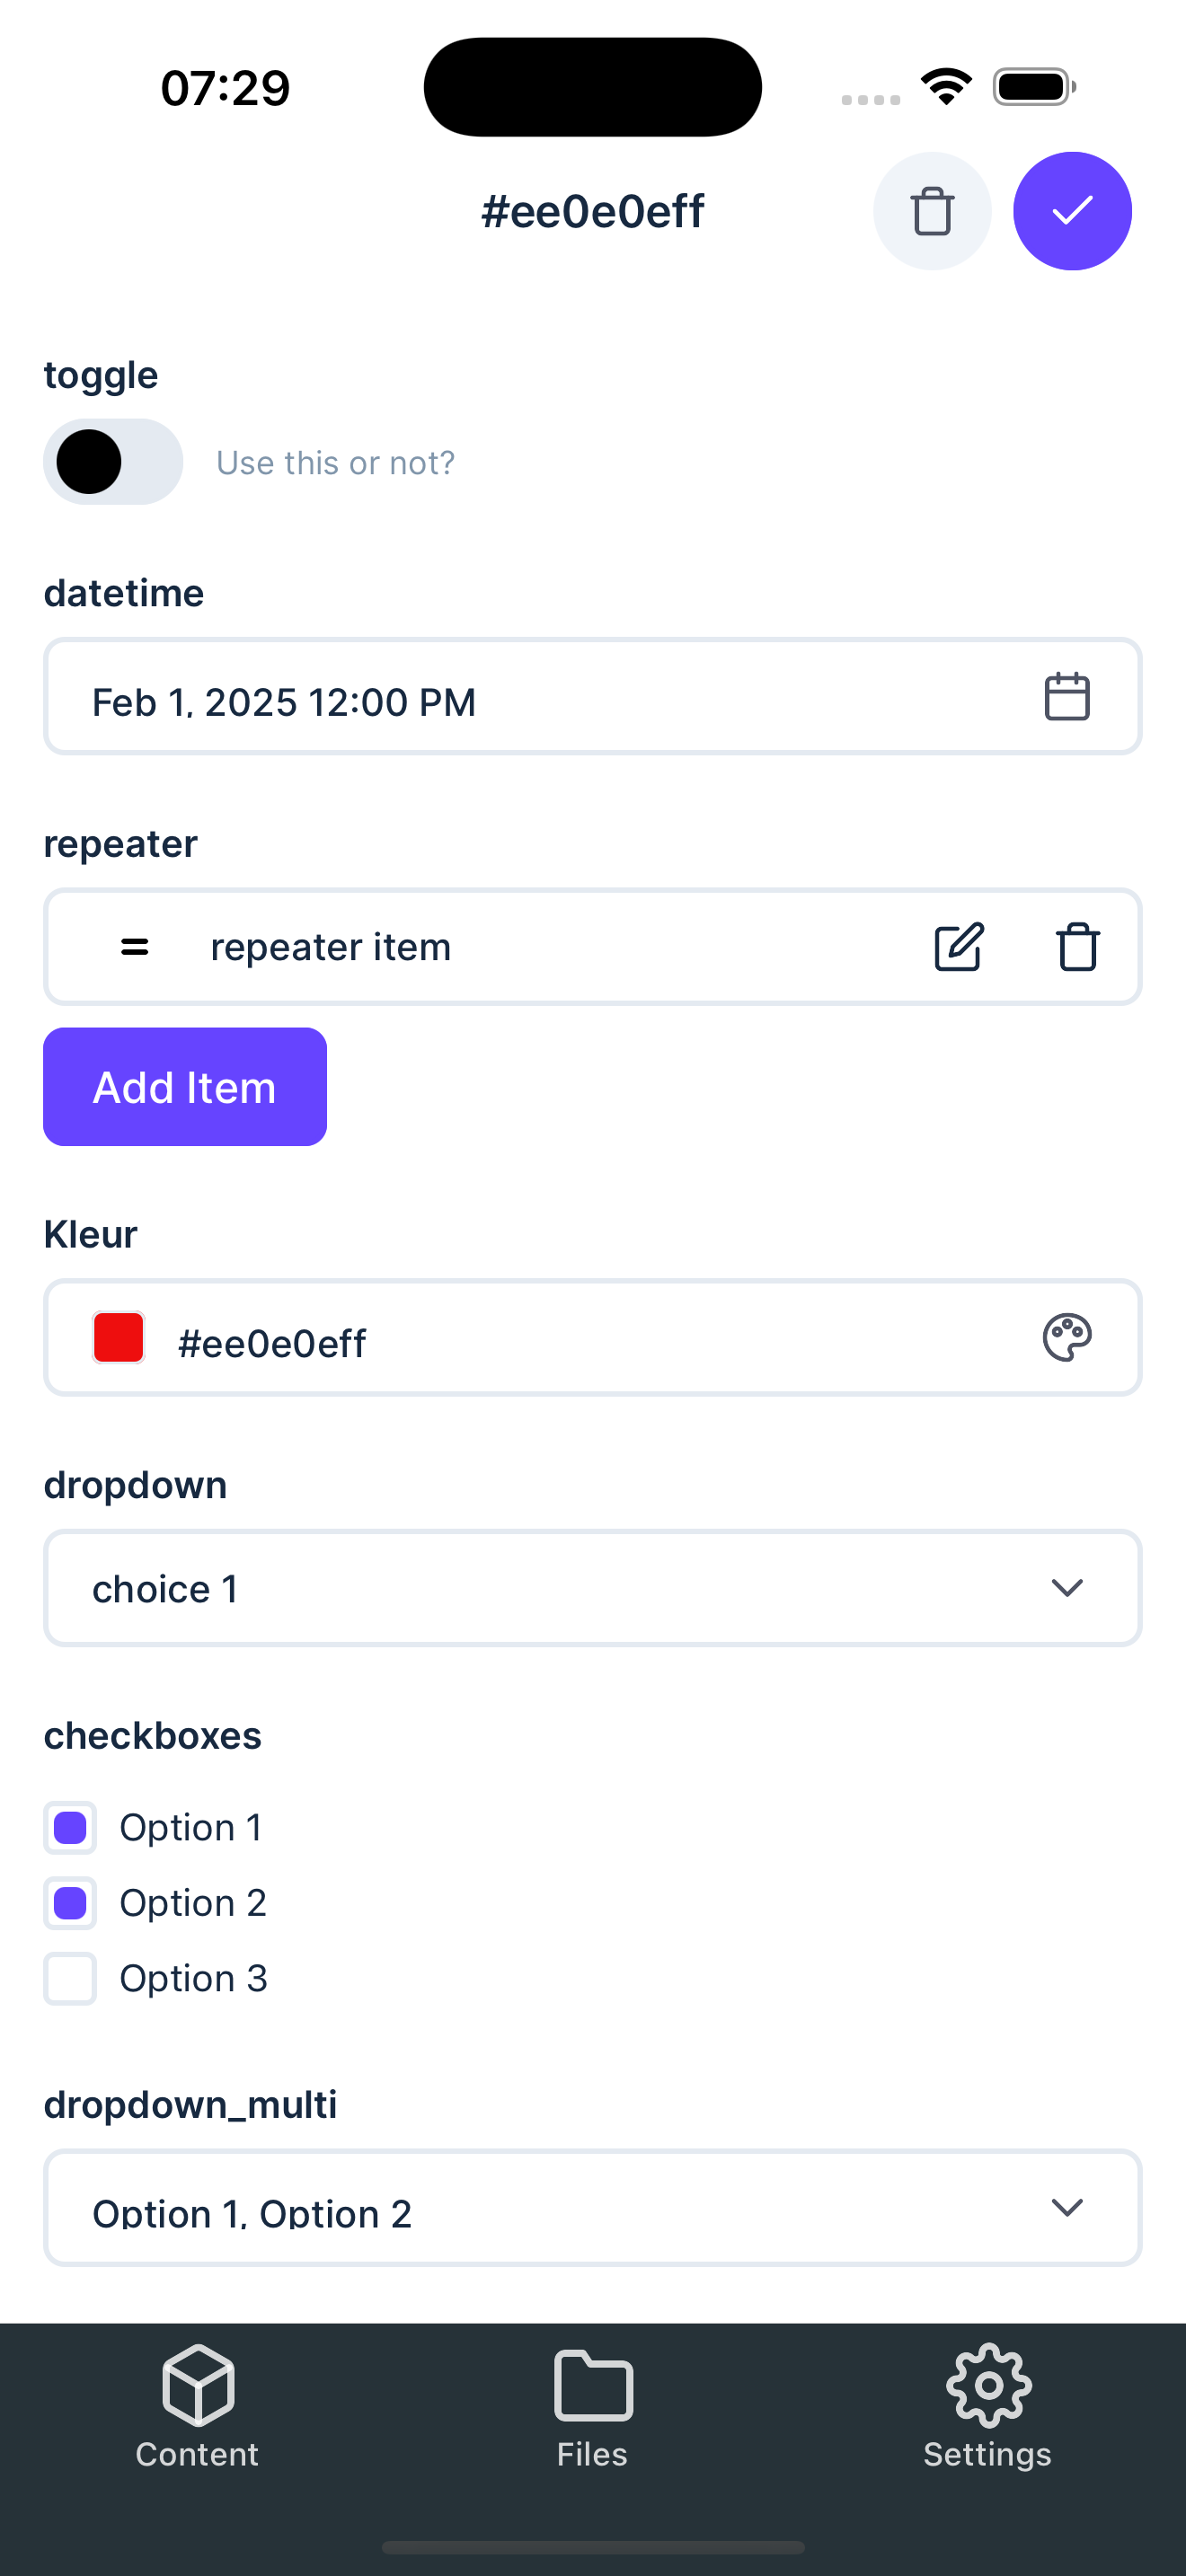 07:29
#ee0e0eff
toggle
Use this or not?
datetime
Feb 1, 2025 12:00 PM
repeater
repeater item
Add Item
Kleur
#ee0e0eff
dropdown
choice 1
checkboxes
Option 1
Option 2
Option 3
dropdown_multi
Option 1, Option 2
Content
Files
Settings